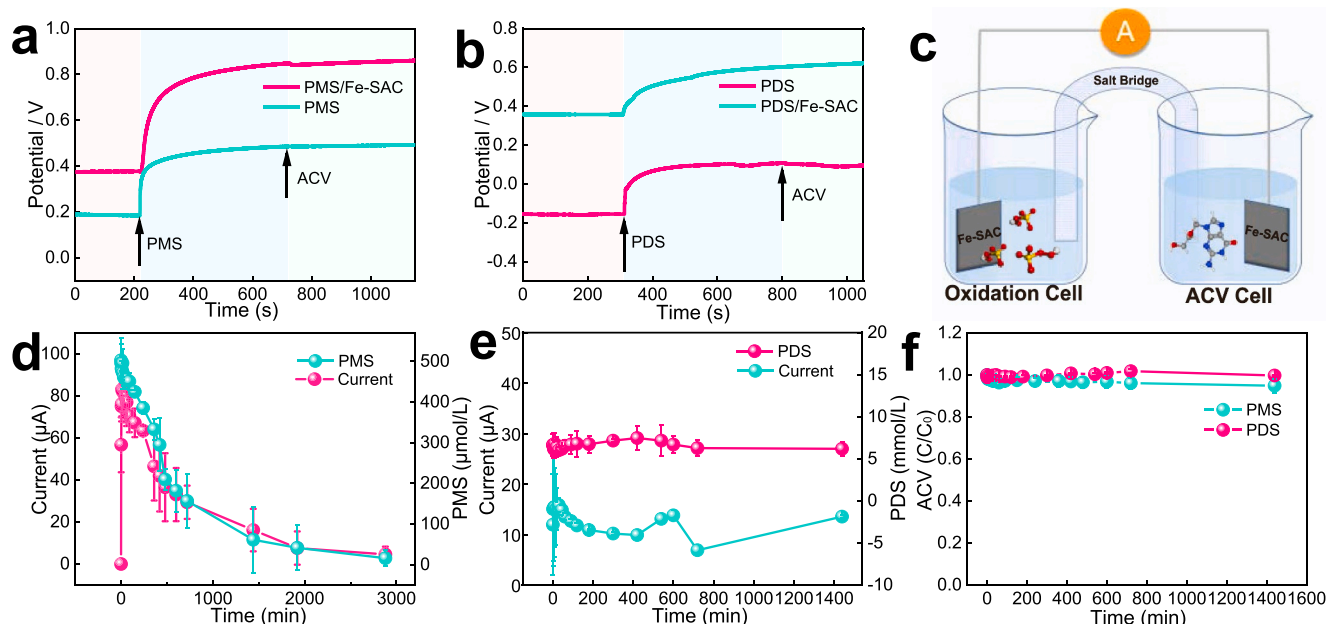 a
1.0
0.8
0.6
0.4
0.2
0.0
Potential / V
PMS/Fe-SAC
PMS
ACV
PMS
0 200 400 600 800 1000
Time (s)
b
0.8
0.4
0.0
-0.4
-0.2
Potential / V
PDS
PDS/Fe-SAC
ACV
PDS
0 200 400 600 800 1000
Time (s)
c
A
Salt Bridge
Fe-SAC
Fe-SAC
Oxidation Cell
ACV Cell
d
100
80
60
40
20
0
Current (μA)
PMS
Current
500
400
300
200
100
0
PMS (μmol/L)
0 1000 2000 3000
Time (min)
e
50
40
30
20
10
0
Current (μA)
PDS
Current
20
15
10
5
0
-5
-10
PDS (mmol/L)
0 200 400 600 800 1000 1200 1400
Time (min)
f
1.2
1.0
0.8
0.6
0.4
0.2
0.0
ACV (C/C₀)
PMS
PDS
0 200 400 600 800 1000 1200 1400 1600
Time (min)